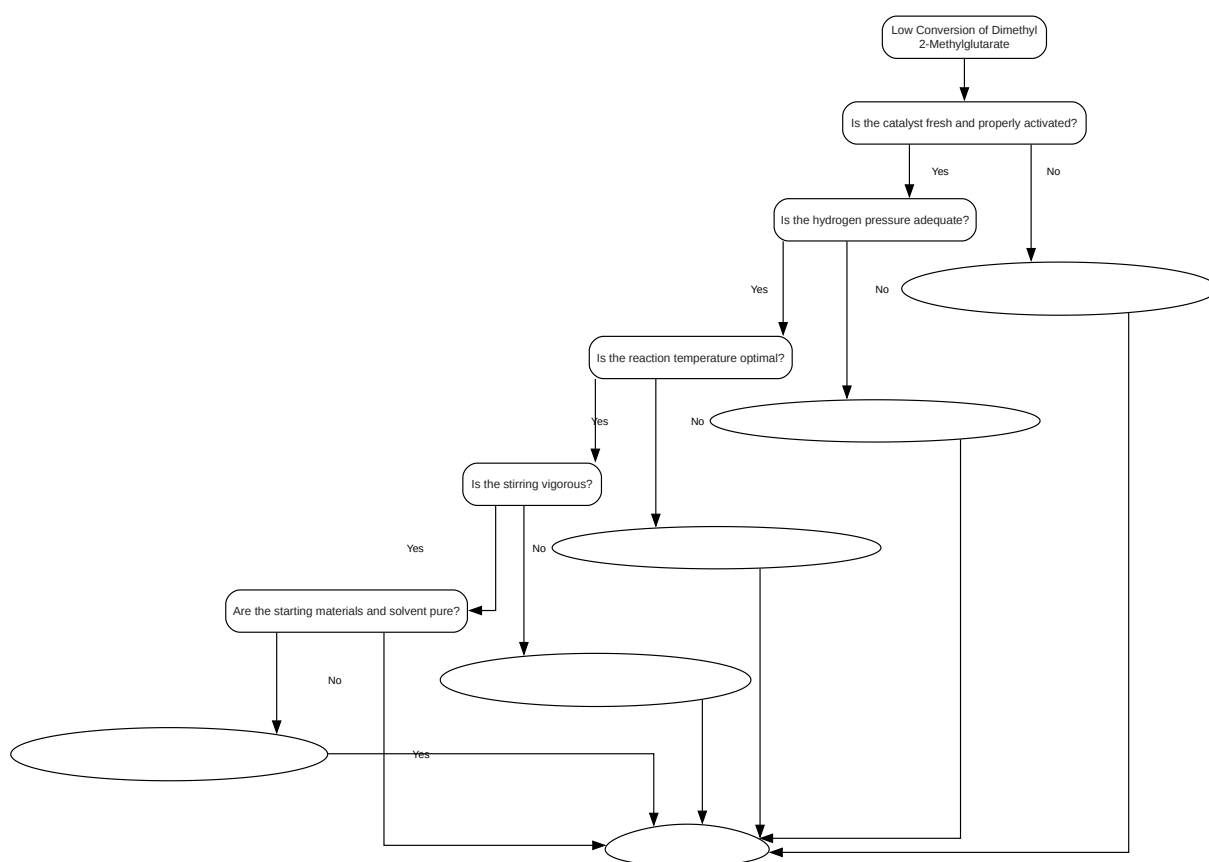 Low Conversion of Dimethyl
2-Methylglutarate
Is the catalyst fresh and properly activated?
Yes
No
Is the hydrogen pressure adequate?
Yes
No
Is the reaction temperature optimal?
Yes
No
Is the stirring vigorous?
Yes
No
Are the starting materials and solvent pure?
No
Yes